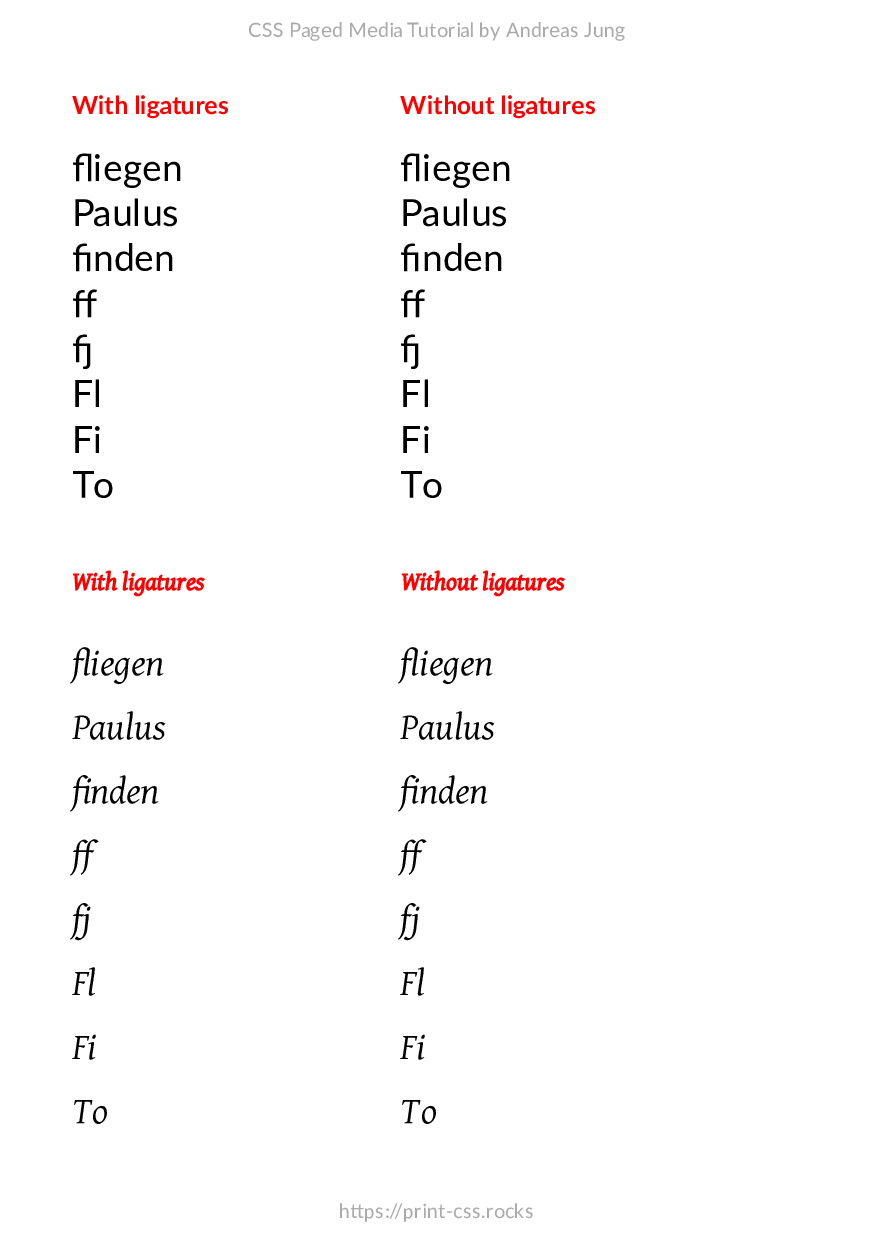 CSS Paged Media Tutorial by Andreas Jung
With ligatures
fliegen
Paulus
finden
ff
fj
Fl
Fi
To
Without ligatures
fliegen
Paulus
finden
ff
fj
Fl
Fi
To
With ligatures
fliegen
Paulus
finden
ff
fj
Fl
Fi
To
Without ligatures
fliegen
Paulus
finden
ff
fj
Fl
Fi
To
https://print-css.rocks